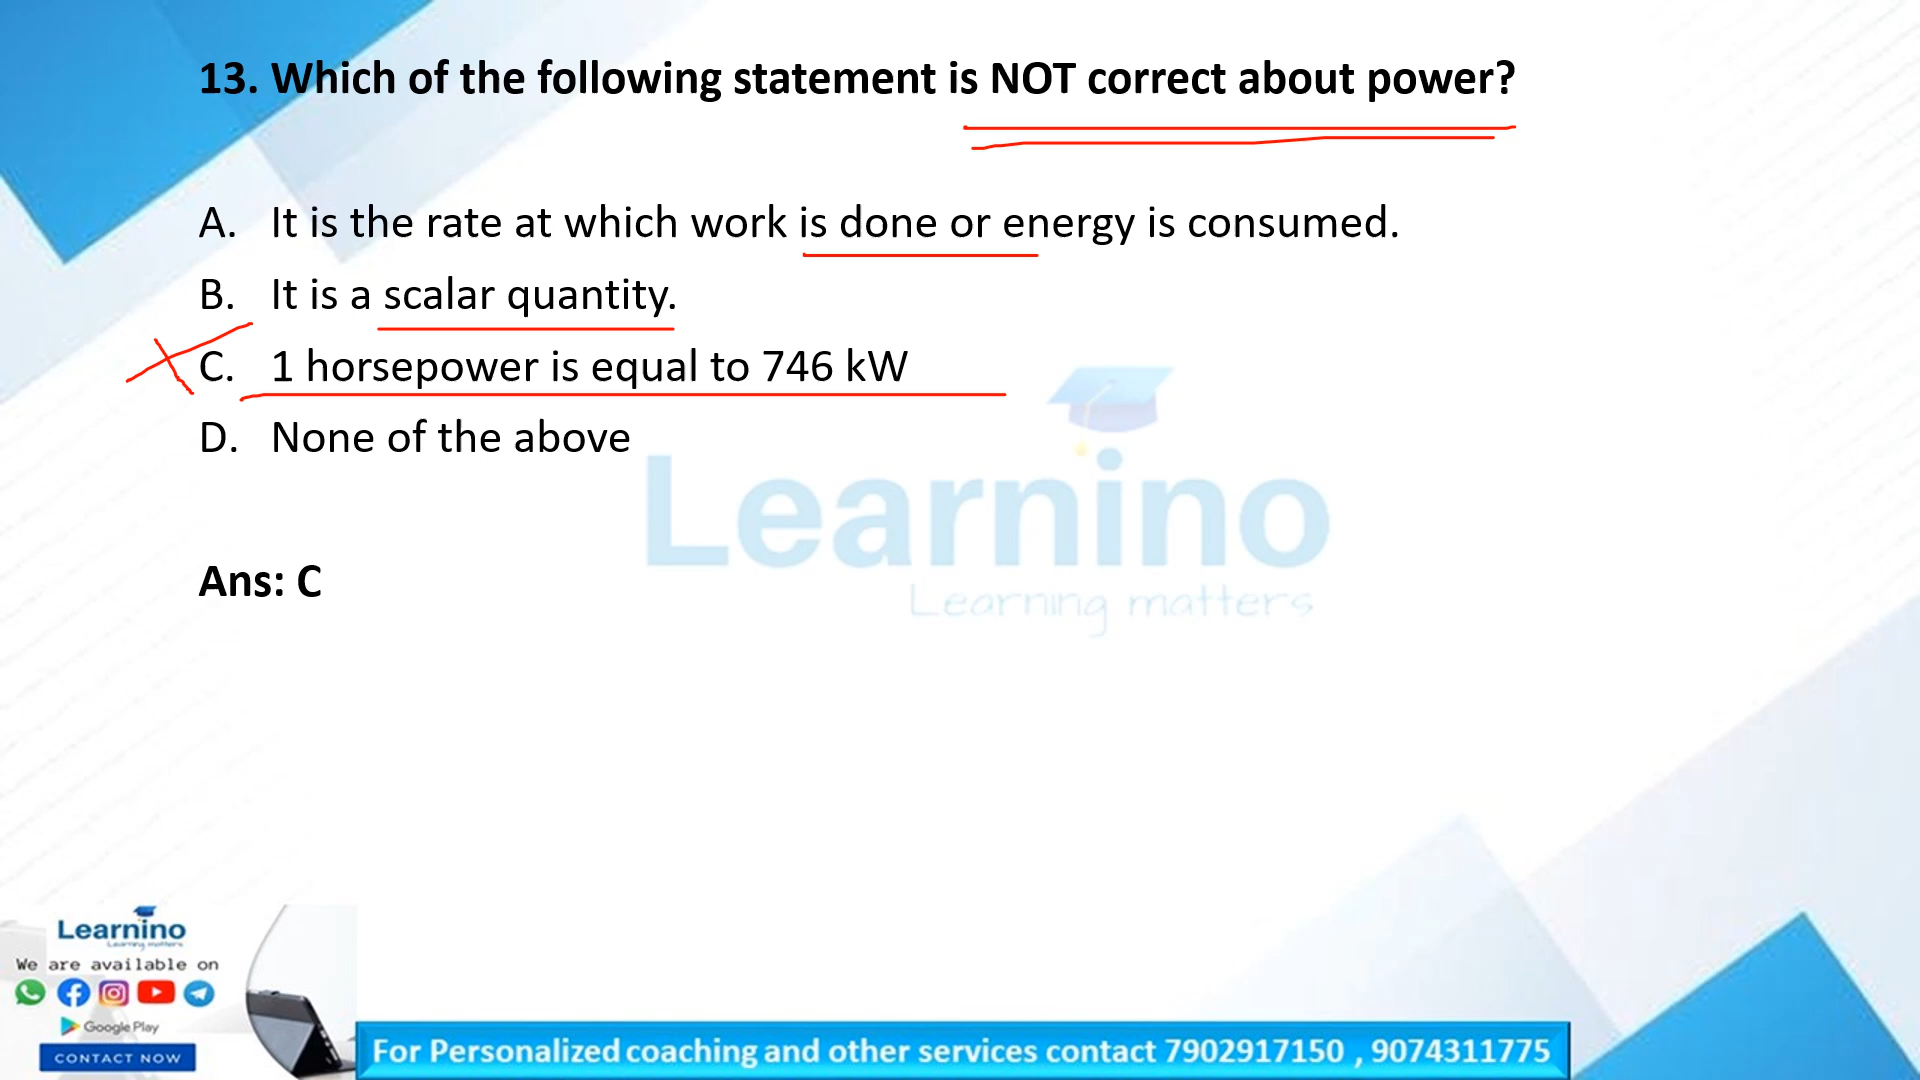 13. Which of the following statement is NOT correct about power?
A. It is the rate at which work is done or energy is consumed.
B. It is a scalar quantity.
C. 1 horsepower is equal to 746 kW
D. None of the above
Learnino
Learning matters
Ans: C
Learnino
Learning matters
We are available on
Google Play
CONTACT NOW
For Personalized coaching and other services contact 7902917150 , 9074311775